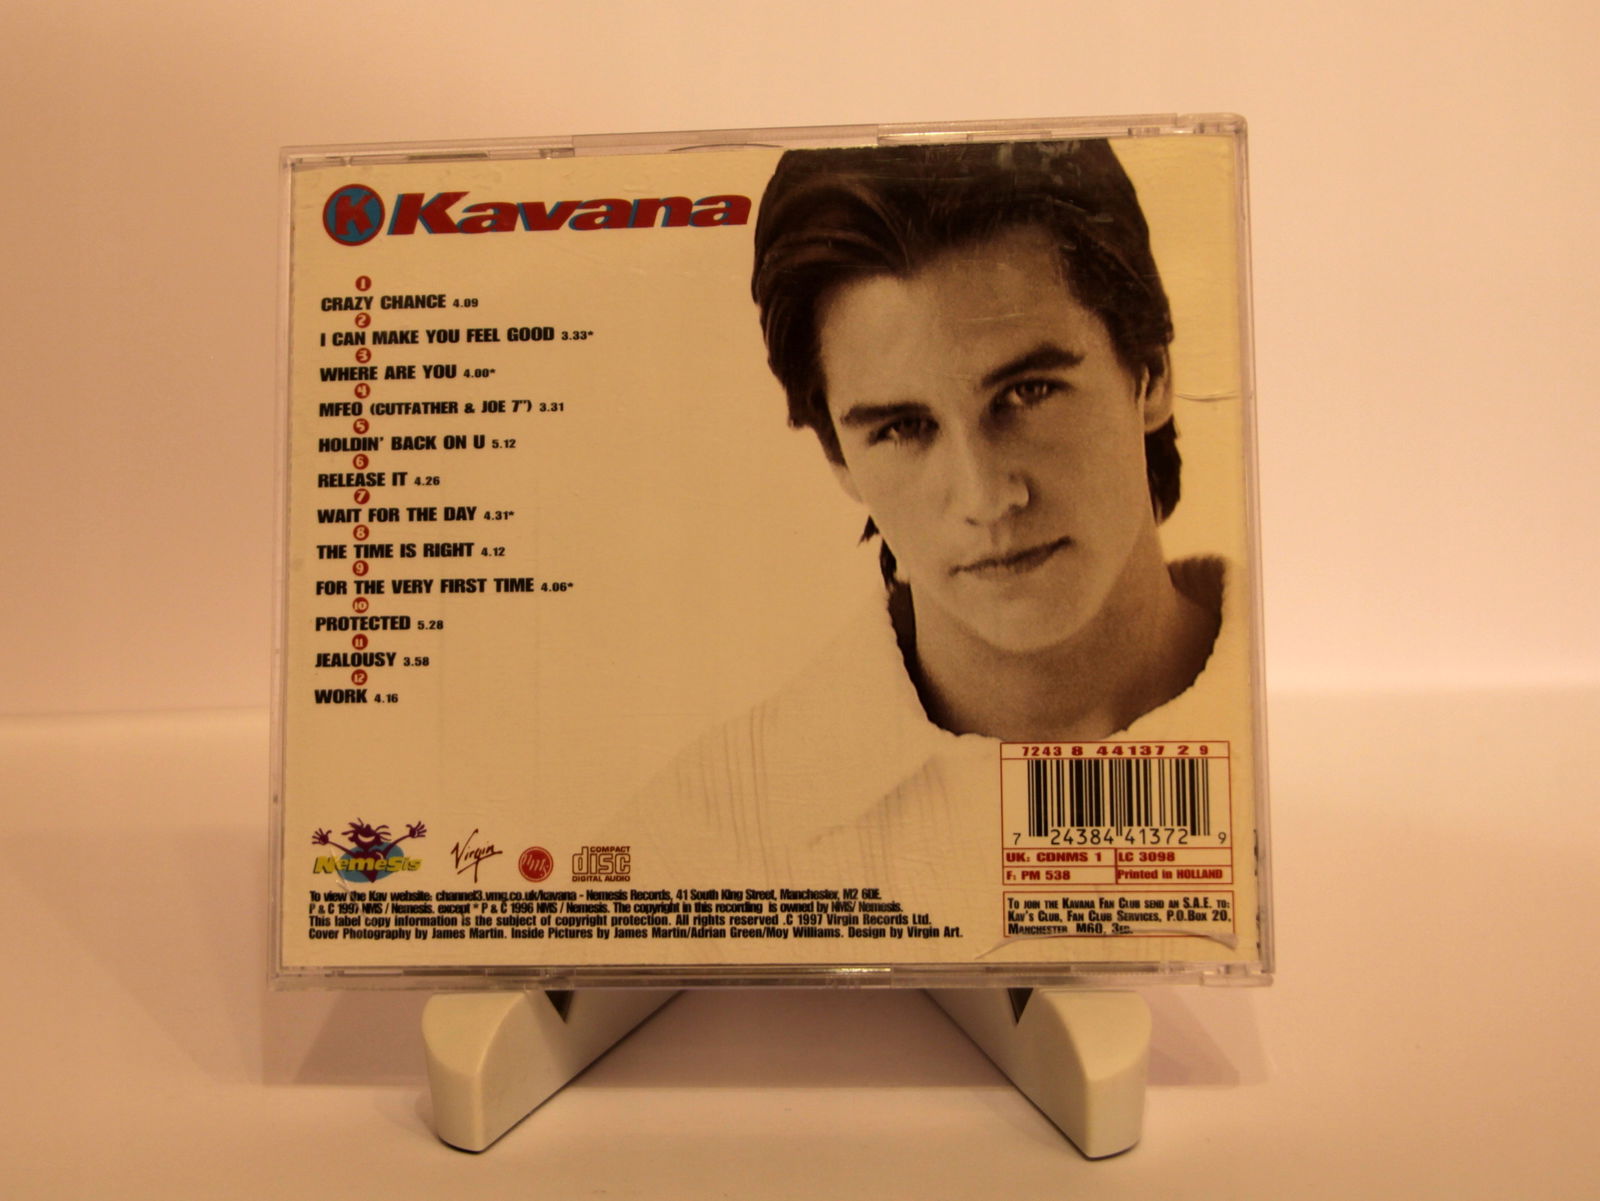 K Kavana
1
CRAZY CHANCE 4.09
2
I CAN MAKE YOU FEEL GOOD 3.33*
3
WHERE ARE YOU 4.00*
4
MFEO (CUTFATHER & JOE 7") 3.31
5
HOLDIN' BACK ON U 5.12
6
RELEASE IT 4.26
7
WAIT FOR THE DAY 4.31*
8
THE TIME IS RIGHT 4.12
9
FOR THE VERY FIRST TIME 4.06*
10
PROTECTED 5.28
11
JEALOUSY 3.58
12
WORK 4.16
7243 8 44137 2 9
7 24384 41372 9
UK: CDNMS 1 LC 3098
F: PM 538 Printed in HOLLAND
NemeSis Virgin nmk COMPACT disc DIGITAL AUDIO
To view the Kav website: channel3.vmg.co.uk/kavana - Nemesis Records, 41 South King Street, Manchester, M2 6DE.
P & C 1997 NMS / Nemesis. except * P & C 1996 NMS / Nemesis. The copyright in this recording is owned by NMS/ Nemesis.
This label copy information is the subject of copyright protection. All rights reserved .C 1997 Virgin Records Ltd.
Cover Photography by James Martin. Inside Pictures by James Martin/Adrian Green/Moy Williams. Design by Virgin Art.
To join the Kavana Fan Club send an S.A.E. to:
Kav's Club, Fan Club Services, P.O.Box 20,
Manchester M60, 3ed.